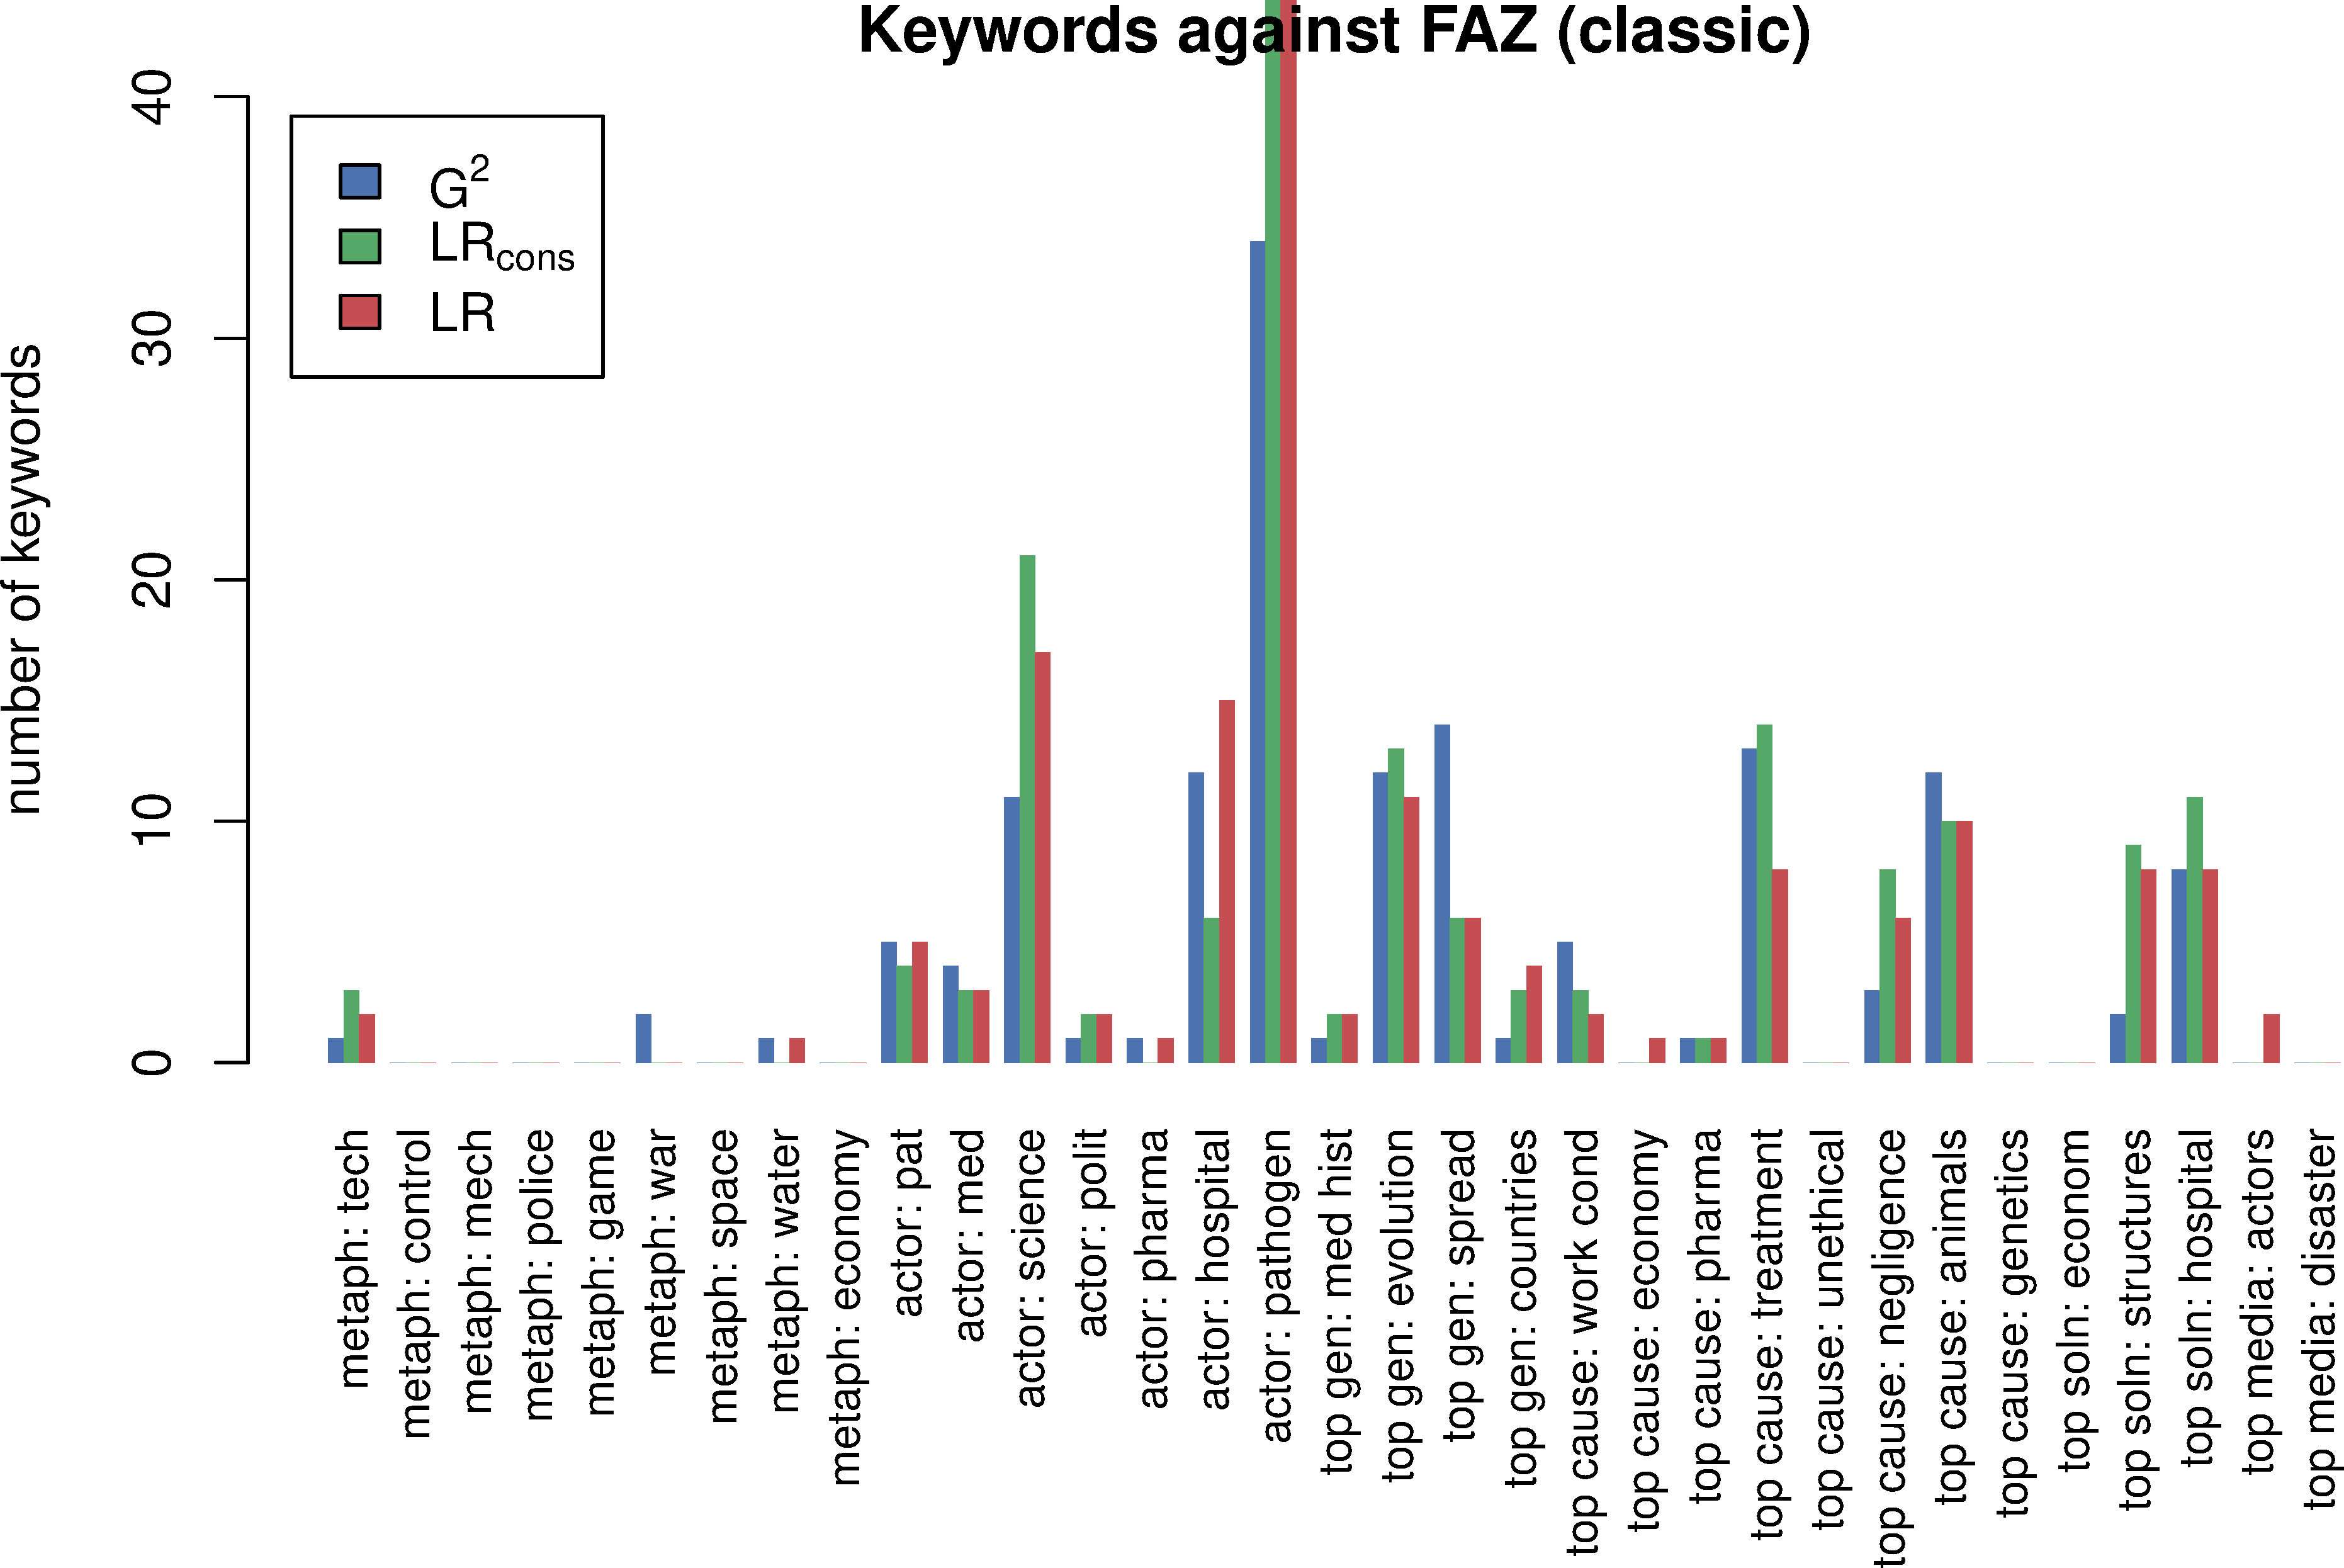 Keywords against FAZ (classic)
number of keywords
40
30
20
10
0
G²
LRcons
LR
metaph: tech
metaph: control
metaph: mech
metaph: police
metaph: game
metaph: war
metaph: space
metaph: water
metaph: economy
actor: pat
actor: med
actor: science
actor: polit
actor: pharma
actor: hospital
actor: pathogen
top gen: med hist
top gen: evolution
top gen: spread
top gen: countries
top cause: work cond
top cause: economy
top cause: pharma
top cause: treatment
top cause: unethical
top cause: negligence
top cause: animals
top cause: genetics
top soln: econom
top soln: structures
top soln: hospital
top media: actors
top media: disaster